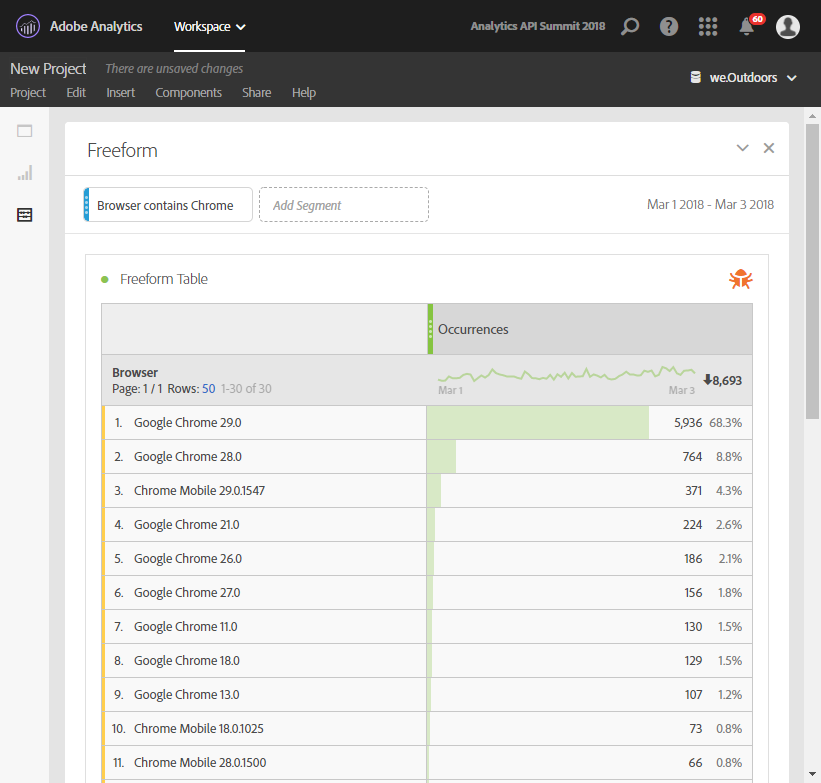 Adobe Analytics
Workspace
Analytics API Summit 2018
?
60
New Project There are unsaved changes
we.Outdoors
Project Edit Insert Components Share Help
Freeform
Browser contains Chrome
Add Segment
Mar 1 2018 - Mar 3 2018
Freeform Table
Occurrences
Browser
Page: 1 / 1 Rows: 50 1-30 of 30
Mar 1
Mar 3
8,693
1. Google Chrome 29.0 5,936 68.3%
2. Google Chrome 28.0 764 8.8%
3. Chrome Mobile 29.0.1547 371 4.3%
4. Google Chrome 21.0 224 2.6%
5. Google Chrome 26.0 186 2.1%
6. Google Chrome 27.0 156 1.8%
7. Google Chrome 11.0 130 1.5%
8. Google Chrome 18.0 129 1.5%
9. Google Chrome 13.0 107 1.2%
10. Chrome Mobile 18.0.1025 73 0.8%
11. Chrome Mobile 28.0.1500 66 0.8%